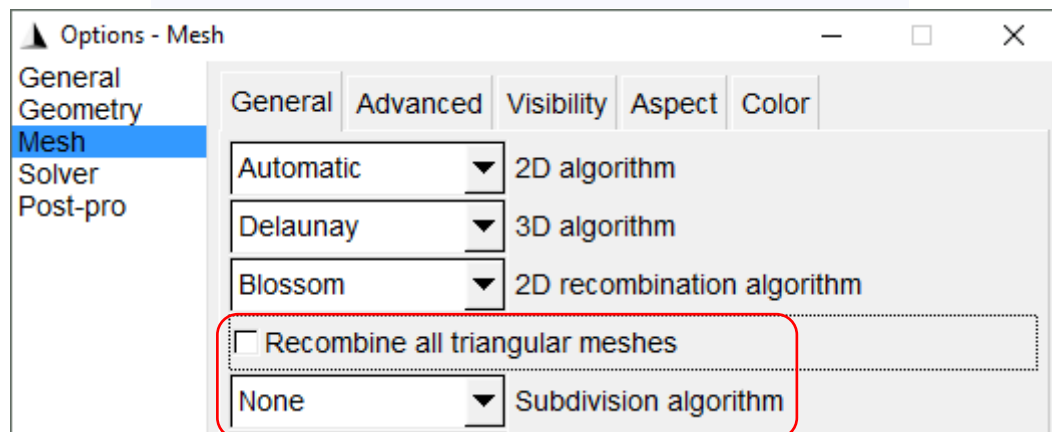 Options - Mesh
General
Geometry
Mesh
Solver
Post-pro
General Advanced Visibility Aspect Color
Automatic 2D algorithm
Delaunay 3D algorithm
Blossom 2D recombination algorithm
Recombine all triangular meshes
None Subdivision algorithm